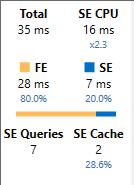 Total SE CPU
35 ms 16 ms
x2.3
FE SE
28 ms 7 ms
80.0% 20.0%
SE Queries SE Cache
7 2
28.6%